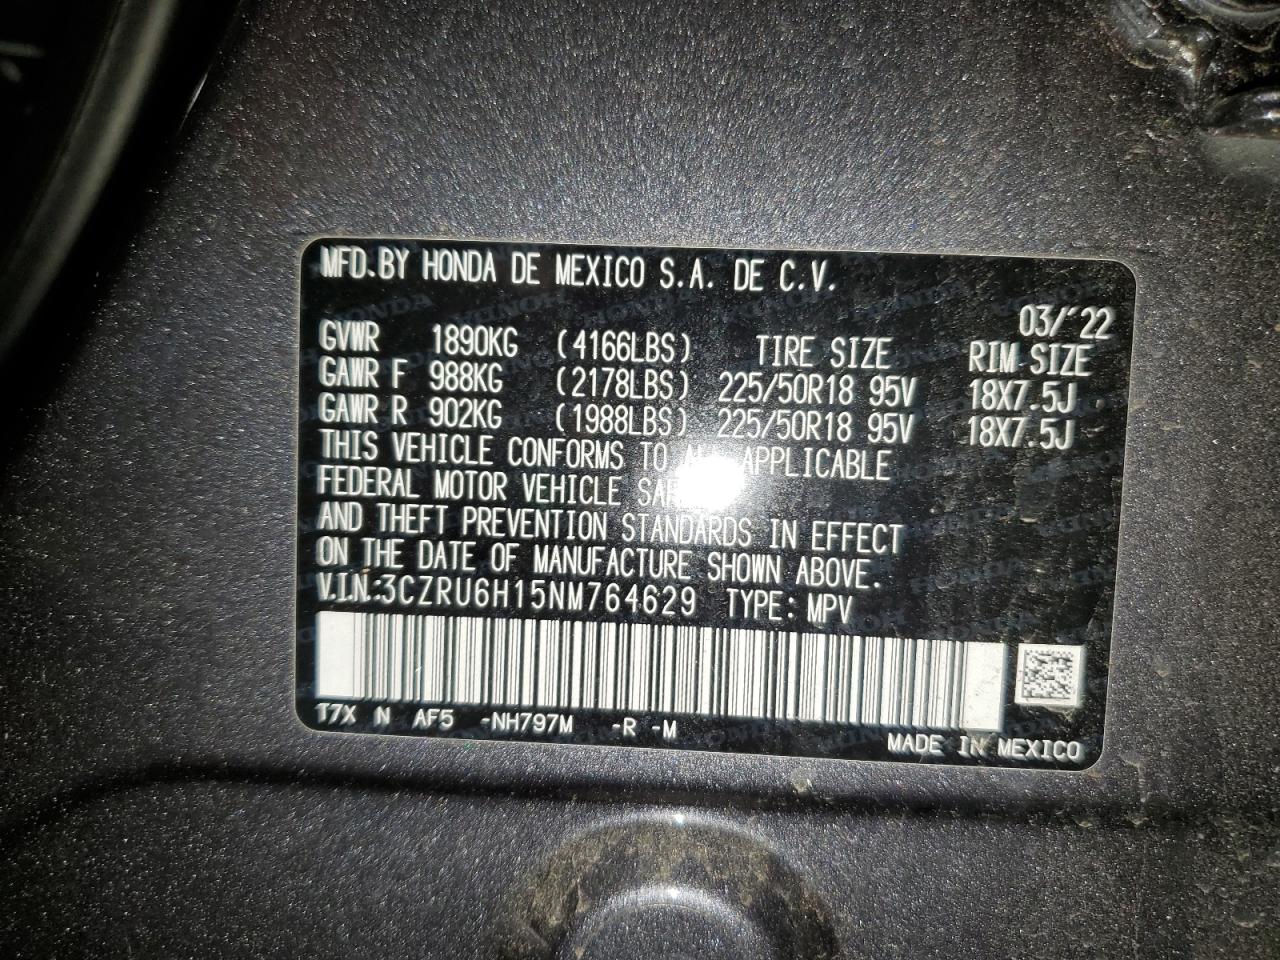 MFD.BY HONDA DE MEXICO S.A. DE C.V.
03/'22
GVWR 1890KG (4166LBS) TIRE SIZE RIM SIZE
GAWR F 988KG (2178LBS) 225/50R18 95V 18X7.5J
GAWR R 902KG (1988LBS) 225/50R18 95V 18X7.5J
THIS VEHICLE CONFORMS TO APPLICABLE
FEDERAL MOTOR VEHICLE
AND THEFT PREVENTION STANDARDS IN EFFECT
ON THE DATE OF MANUFACTURE SHOWN ABOVE.
V.I.N.:3CZRU6H15NM764629 TYPE: MPV
T7X N AF5 -NH797M -R -M
MADE IN MEXICO